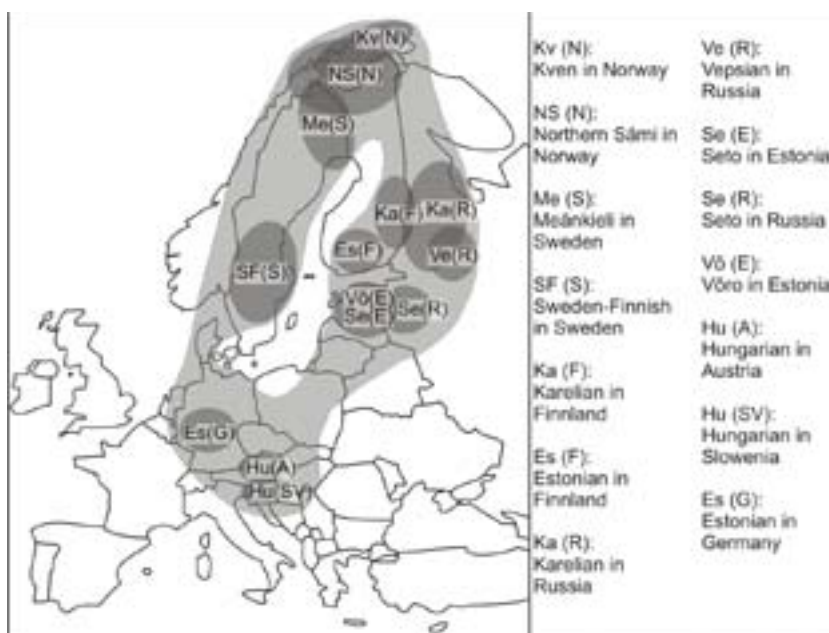 Kv(N)
NS(N)
Me(S)
Ka(F)
Ka(R)
Es(F)
Ve(R)
SF(S)
Võ(E)
Se(E)
Se(R)
Es(G)
Hu(A)
Hu(SV)
Kv (N):
Kven in Norway
NS (N):
Northern Sámi in
Norway
Me (S):
Meänkieli in
Sweden
SF (S):
Sweden-Finnish
in Sweden
Ka (F):
Karelian in
Finnland
Es (F):
Estonian in
Finnland
Ka (R):
Karelian in
Russia
Ve (R):
Vepsian in
Russia
Se (E):
Seto in Estonia
Se (R):
Seto in Russia
Võ (E):
Võro in Estonia
Hu (A):
Hungarian in
Austria
Hu (SV):
Hungarian in
Slowenia
Es (G):
Estonian in
Germany